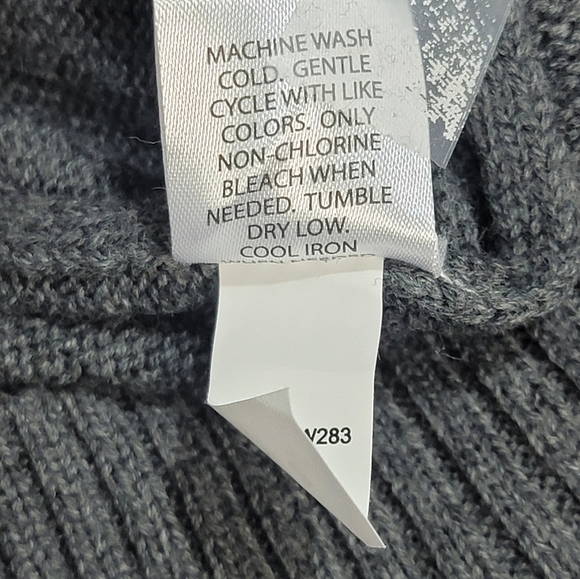 MACHINE WASH
COLD. GENTLE
CYCLE WITH LIKE
COLORS. ONLY
NON-CHLORINE
BLEACH WHEN
NEEDED. TUMBLE
DRY LOW.
COOL IRON